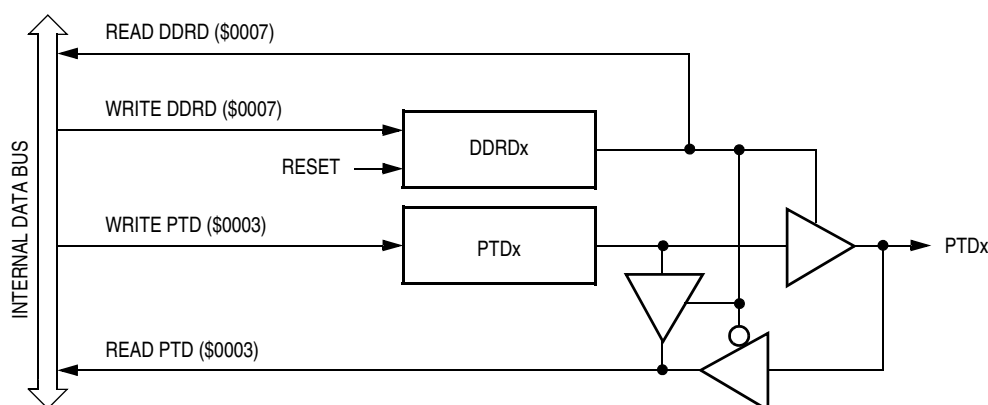 READ DDRD ($0007)
WRITE DDRD ($0007)
DDRDx
RESET
INTERNAL DATA BUS
WRITE PTD ($0003)
PTDx
PTDx
READ PTD ($0003)